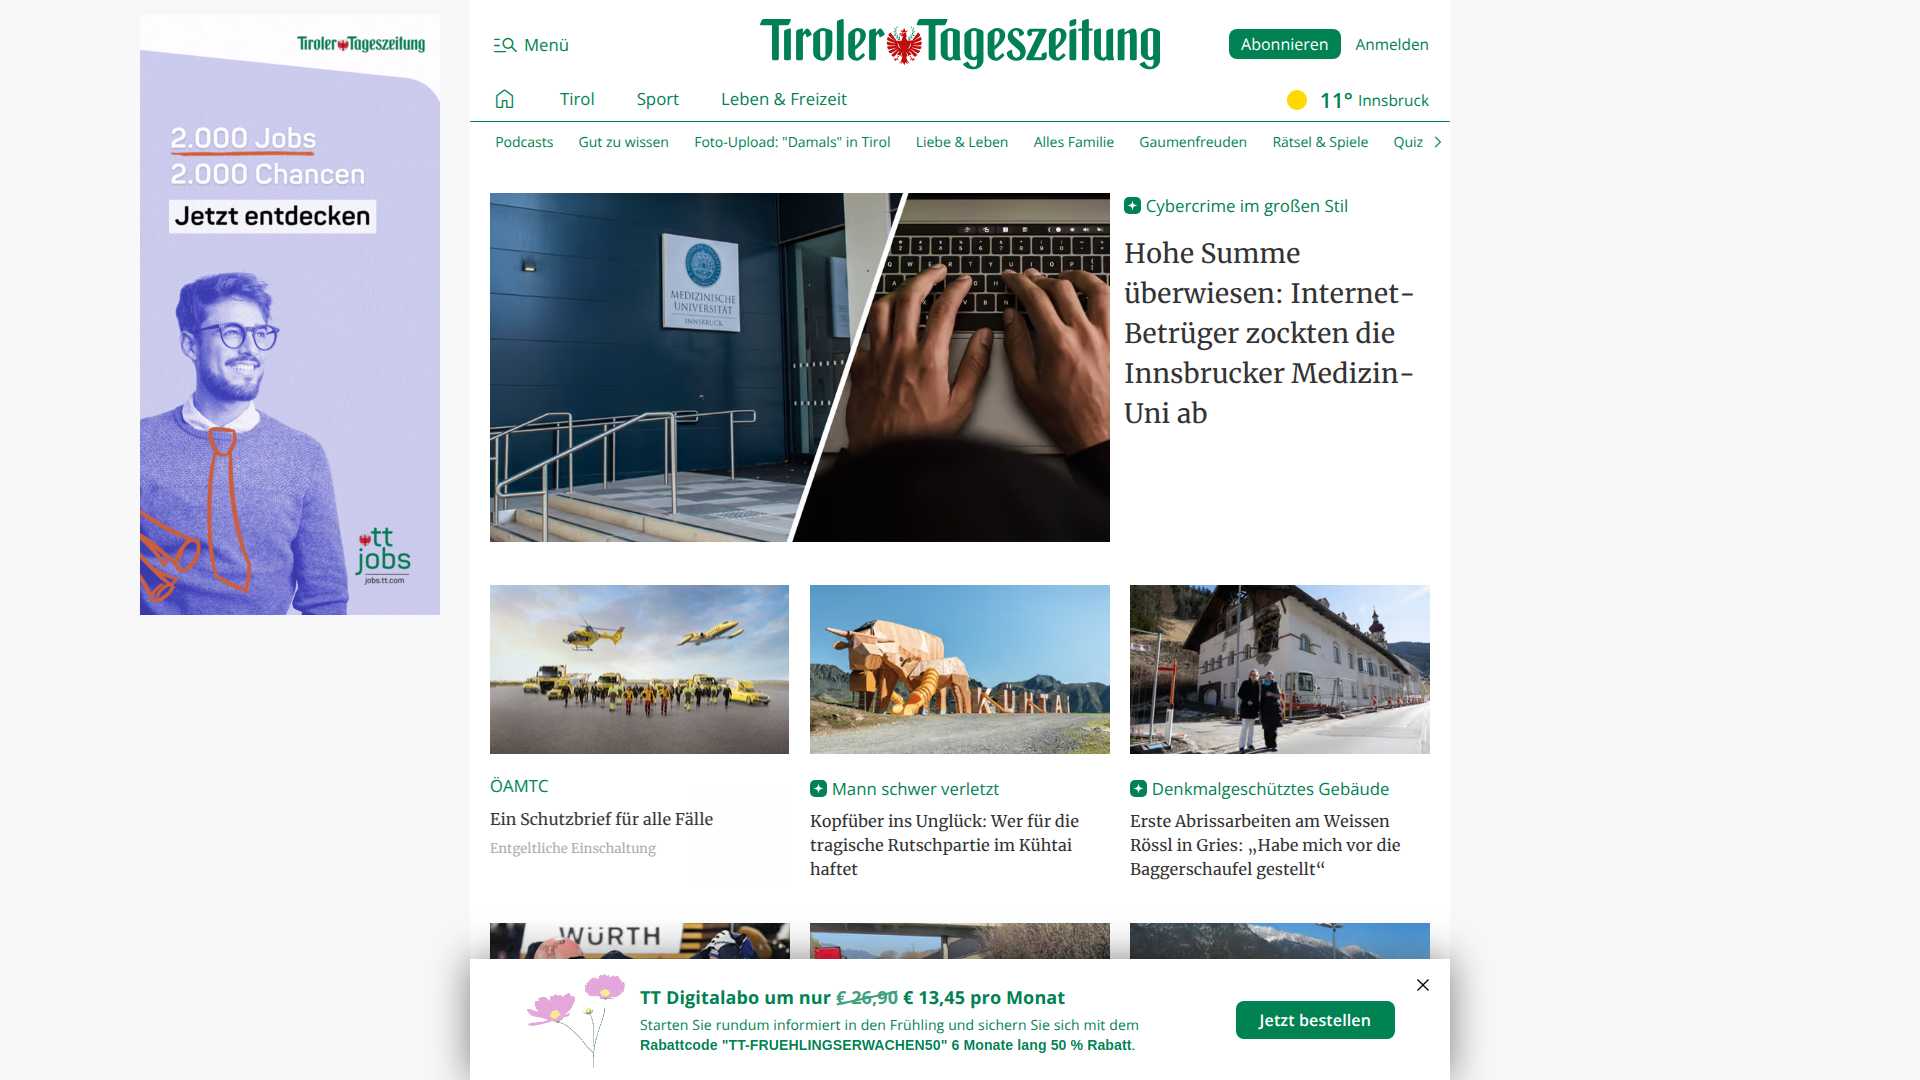 Tiroler Tageszeitung
2.000 Jobs
2.000 Chancen
Jetzt entdecken
tt
jobs
jobs.tt.com
Menü
Tiroler Tageszeitung
Abonnieren
Anmelden
Tirol
Sport
Leben & Freizeit
11° Innsbruck
Podcasts
Gut zu wissen
Foto-Upload: "Damals" in Tirol
Liebe & Leben
Alles Familie
Gaumenfreuden
Rätsel & Spiele
Quiz
MEDIZINISCHE
UNIVERSITÄT
INNSBRUCK
Cybercrime im großen Stil
Hohe Summe
überwiesen: Internet-
Betrüger zockten die
Innsbrucker Medizin-
Uni ab
KÜHTAI
ÖAMTC
Ein Schutzbrief für alle Fälle
Entgeltliche Einschaltung
Mann schwer verletzt
Kopfüber ins Unglück: Wer für die
tragische Rutschpartie im Kühtai
haftet
Denkmalgeschütztes Gebäude
Erste Abrissarbeiten am Weissen
Rössl in Gries: „Habe mich vor die
Baggerschaufel gestellt“
WÜRTH
TT Digitalabo um nur € 26,90 € 13,45 pro Monat
Starten Sie rundum informiert in den Frühling und sichern Sie sich mit dem
Rabattcode "TT-FRUEHLINGSERWACHEN50" 6 Monate lang 50 % Rabatt.
Jetzt bestellen